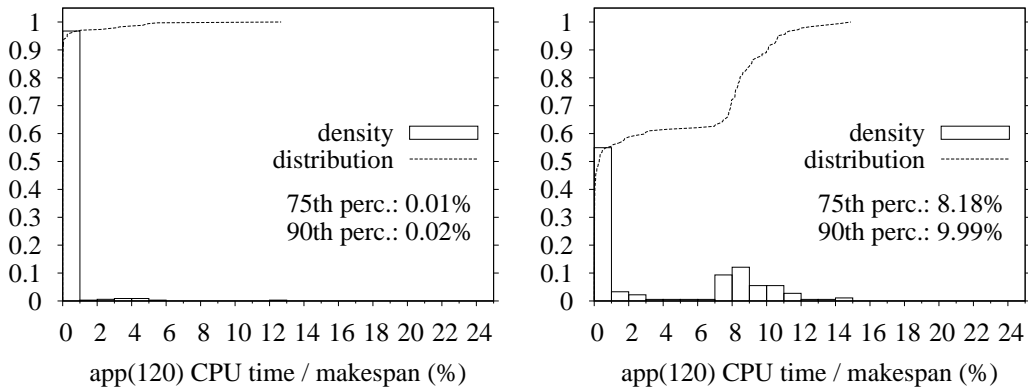 1
0.9
0.8
0.7
0.6
0.5
0.4
0.3
0.2
0.1
0
density
distribution
75th perc.: 0.01%
90th perc.: 0.02%
0 2 4 6 8 10 12 14 16 18 20 22 24
app(120) CPU time / makespan (%)
1
0.9
0.8
0.7
0.6
0.5
0.4
0.3
0.2
0.1
0
density
distribution
75th perc.: 8.18%
90th perc.: 9.99%
0 2 4 6 8 10 12 14 16 18 20 22 24
app(120) CPU time / makespan (%)